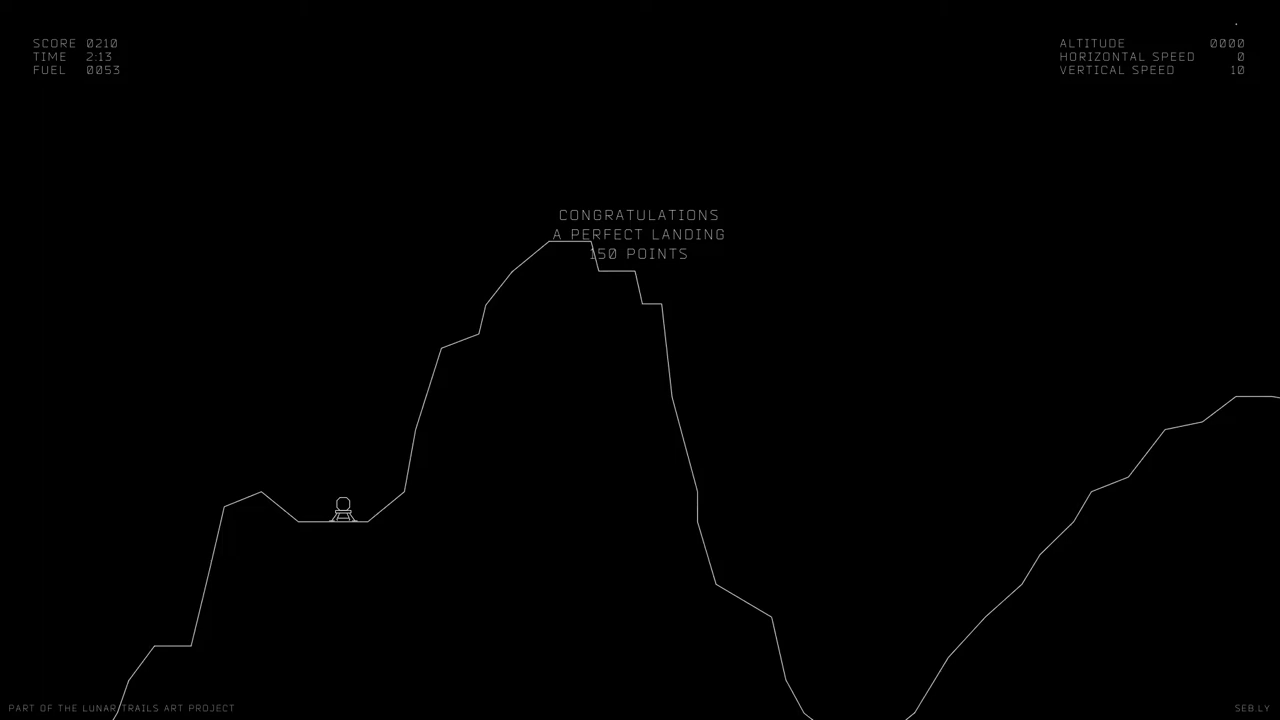 SCORE 0210
TIME 2:13
FUEL 0053
ALTITUDE 0000
HORIZONTAL SPEED 0
VERTICAL SPEED 10
CONGRATULATIONS
A PERFECT LANDING
150 POINTS
PART OF THE LUNAR TRAILS ART PROJECT
SEB.LY